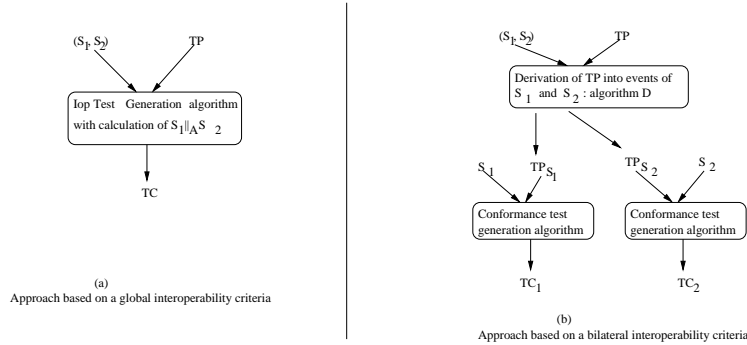 (S1, S2)
TP
Iop Test Generation algorithm
with calculation of S1||A S2
TC
(a)
Approach based on a global interoperability criteria
(S1, S2)
TP
Derivation of TP into events of
S1 and S2 : algorithm D
S1
TPS1
TPS2
S2
Conformance test
generation algorithm
Conformance test
generation algorithm
TC1
TC2
(b)
Approach based on a bilateral interoperability criteria